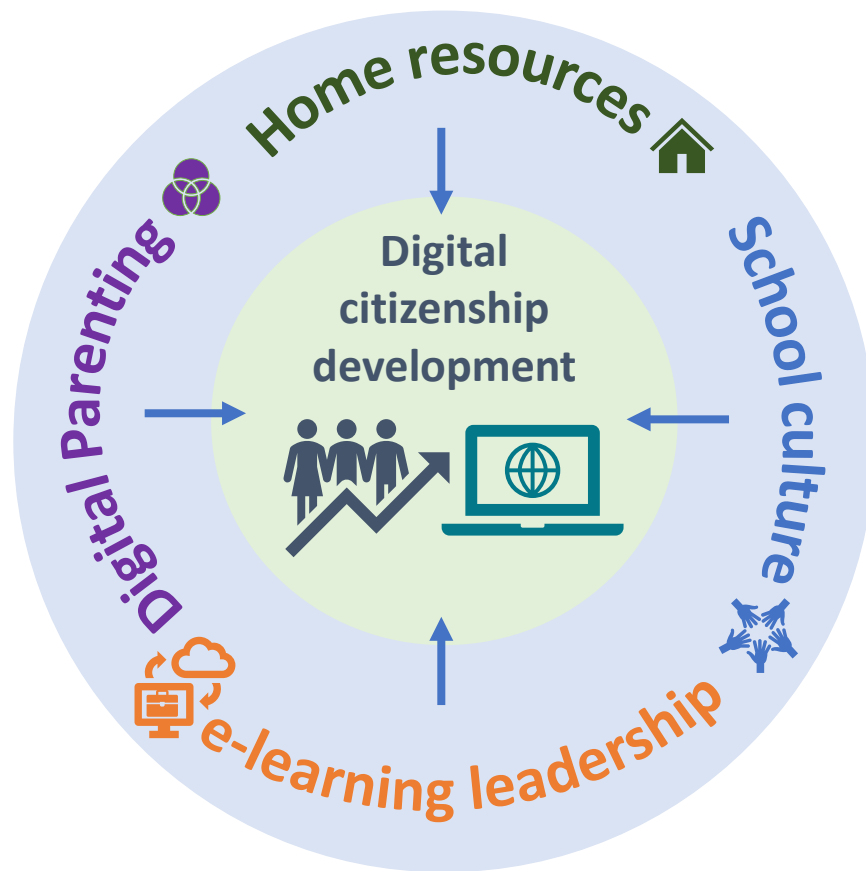 Home resources
School culture
e-learning leadership
Digital Parenting
Digital
citizenship
development